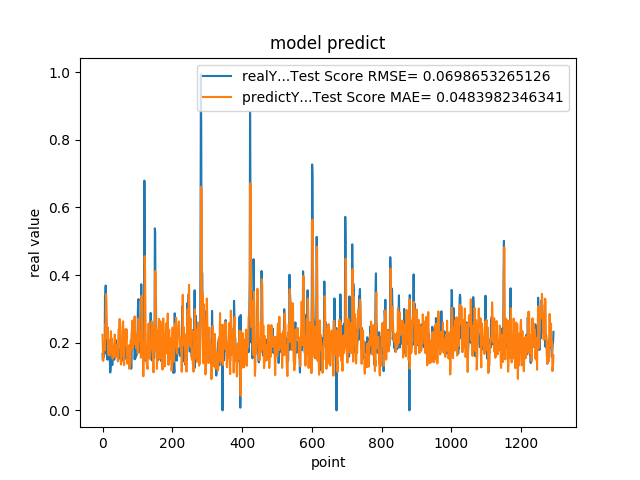 model predict
realY...Test Score RMSE= 0.0698653265126
predictY...Test Score MAE= 0.0483982346341
1.0
0.8
0.6
0.4
0.2
0.0
real value
0 200 400 600 800 1000 1200
point